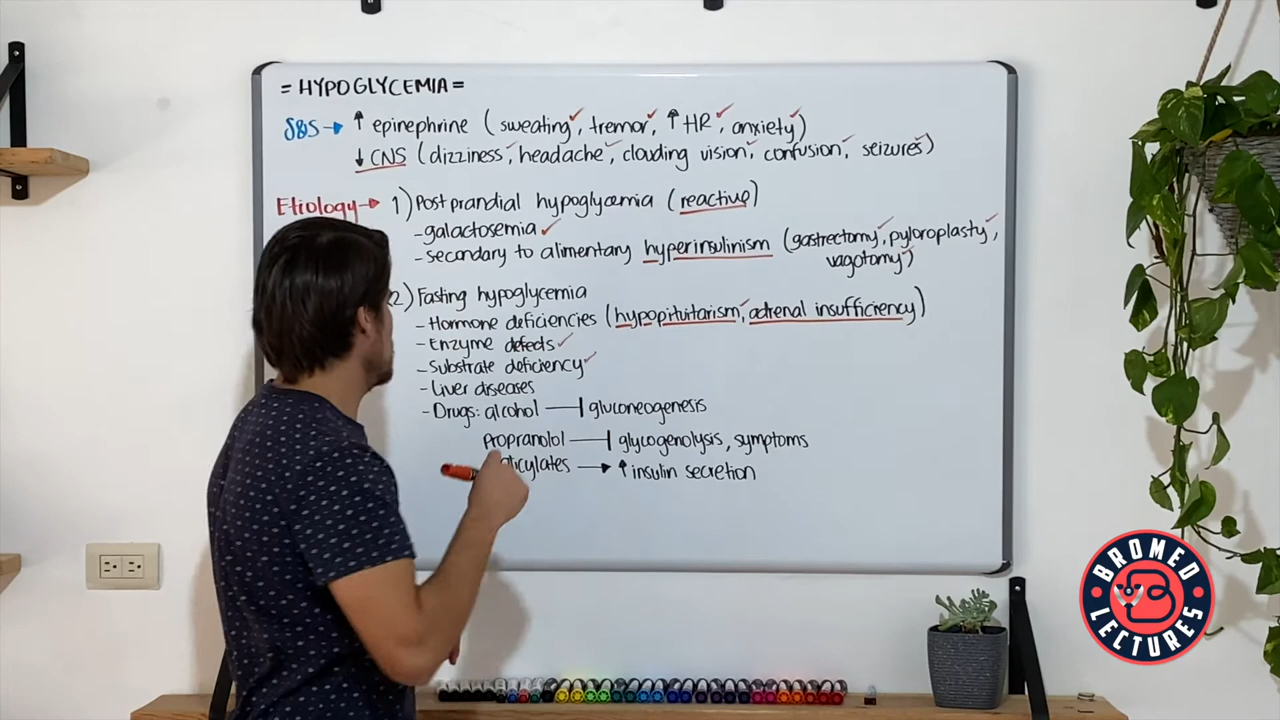 = HYPOGLYCEMIA =
S&S → ↑ epinephrine (sweating, tremor, ↑ HR, anxiety)
↓ CNS (dizziness, headache, clouding vision, confusion, seizures)
Etiology → 1) Postprandial hypoglycemia (reactive)
- galactosemia
- secondary to alimentary hyperinsulinism (gastrectomy, pyloroplasty,
vagotomy)
2) Fasting hypoglycemia
- Hormone deficiencies (hypopituitarism, adrenal insufficiency)
- Enzyme defects
- Substrate deficiency
- Liver diseases
- Drugs: alcohol ⊣ gluconeogenesis
propranolol ⊣ glycogenolysis, symptoms
→ ↑ insulin secretion
BROMED
LECTURES